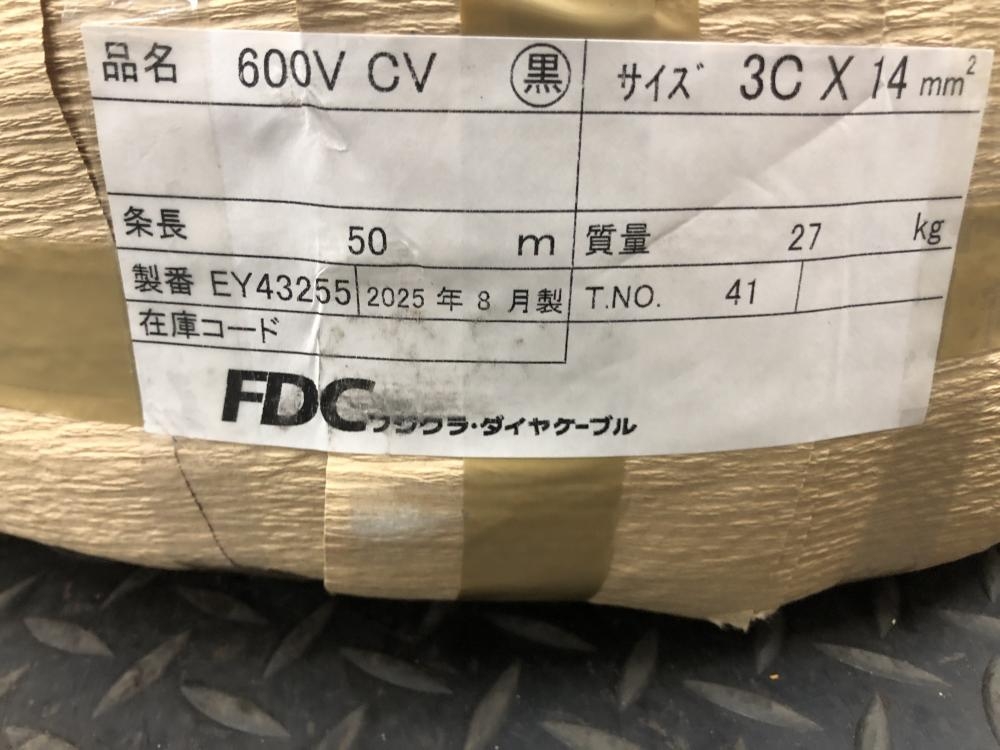 品名 600V CV 黒 サイズ 3C X 14 mm²
条長 50 m 質量 27 kg
製番 EY43255 2025 年 8 月製 T.NO. 41
在庫コード
FDC フジクラ・ダイヤケーブル